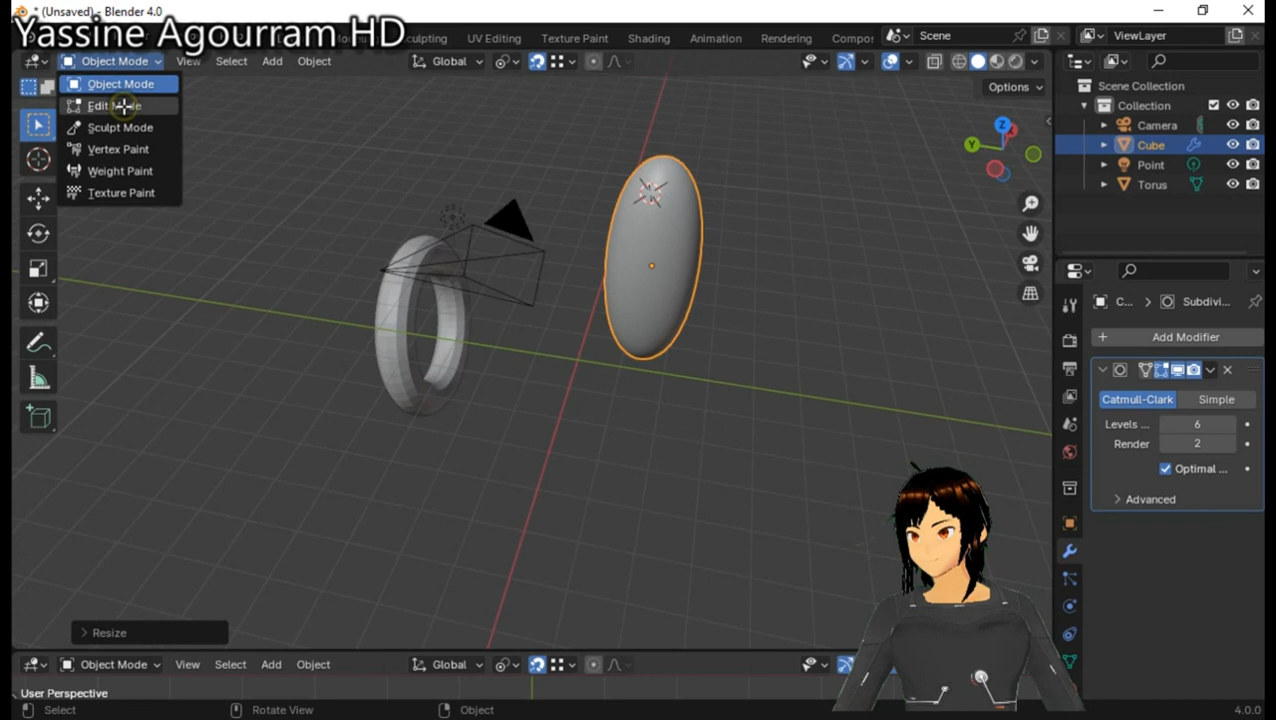 * (Unsaved) - Blender 4.0
Yassine Agourram HD
Sculpting UV Editing Texture Paint Shading Animation Rendering Compos Scene ViewLayer
Object Mode View Select Add Object Global
Options
Object Mode
Edit Mode
Sculpt Mode
Vertex Paint
Weight Paint
Texture Paint
Z
Y
Scene Collection
Collection
Camera
Cube
Point
Torus
C... Subdivi...
Add Modifier
Catmull-Clark Simple
Levels ... 6
Render 2
Optimal ...
Advanced
Resize
Object Mode View Select Add Object Global
User Perspective
Select Rotate View Object 4.0.0